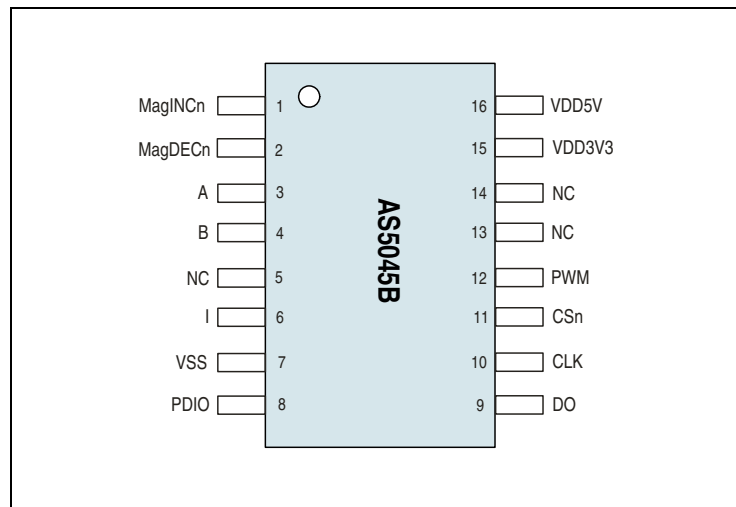 MagINCn 1 16 VDD5V
MagDECn 2 15 VDD3V3
A 3 14 NC
B 4 13 NC
NC 5 12 PWM
I 6 11 CSn
VSS 7 10 CLK
PDIO 8 9 DO
AS5045B